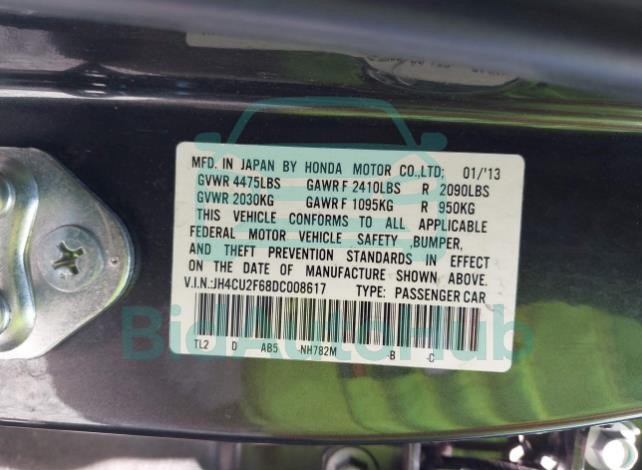 MFD. IN JAPAN BY HONDA MOTOR CO.,LTD; 01/'13
GVWR 4475LBS GAWR F 2410LBS R 2090LBS
GVWR 2030KG GAWR F 1095KG R 950KG
THIS VEHICLE CONFORMS TO ALL APPLICABLE
FEDERAL MOTOR VEHICLE SAFETY ,BUMPER,
AND THEFT PREVENTION STANDARDS IN EFFECT
ON THE DATE OF MANUFACTURE SHOWN ABOVE.
V.I.N.:JH4CU2F68DC008617 TYPE: PASSENGER CAR
TL2 D AB5 -NH782M -B -C
BidAutoHub